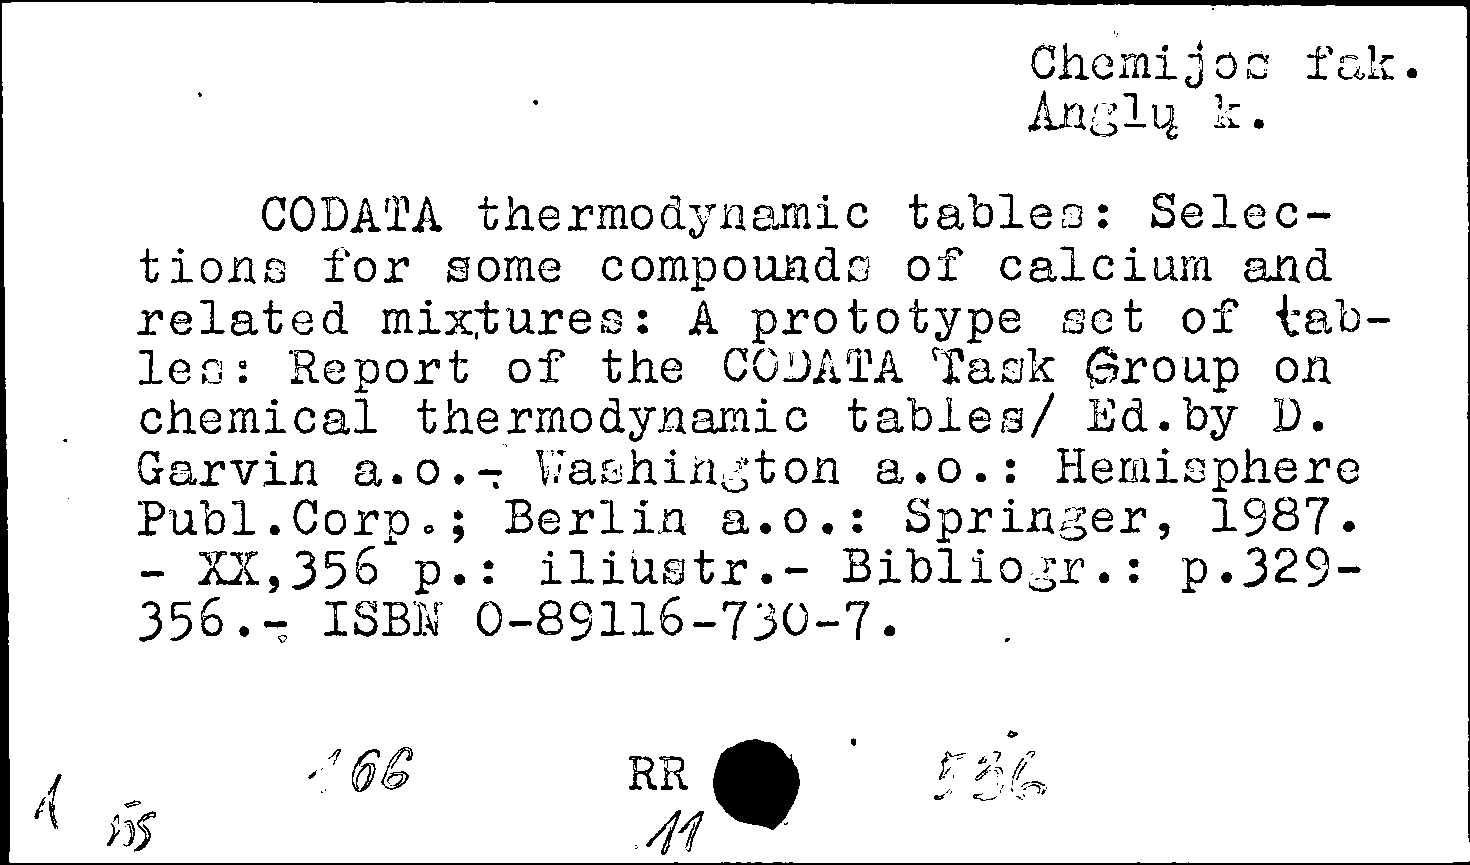 Chemijos fak.
Anglų k.
CODATA thermodynamic tables: Selec-
tions for some compounds of calcium and
related mixtures: A prototype set of tab-
les: Report of the CODATA Task Group on
chemical thermodynamic tables/ Ed.by D.
Garvin a.o.- Washington a.o.: Hemisphere
Publ.Corp.; Berlin a.o.: Springer, 1987.
- XX,356 p.: iliustr.- Bibliogr.: p.329-
356.- ISBN 0-89116-730-7.
166 RR 536
1 11